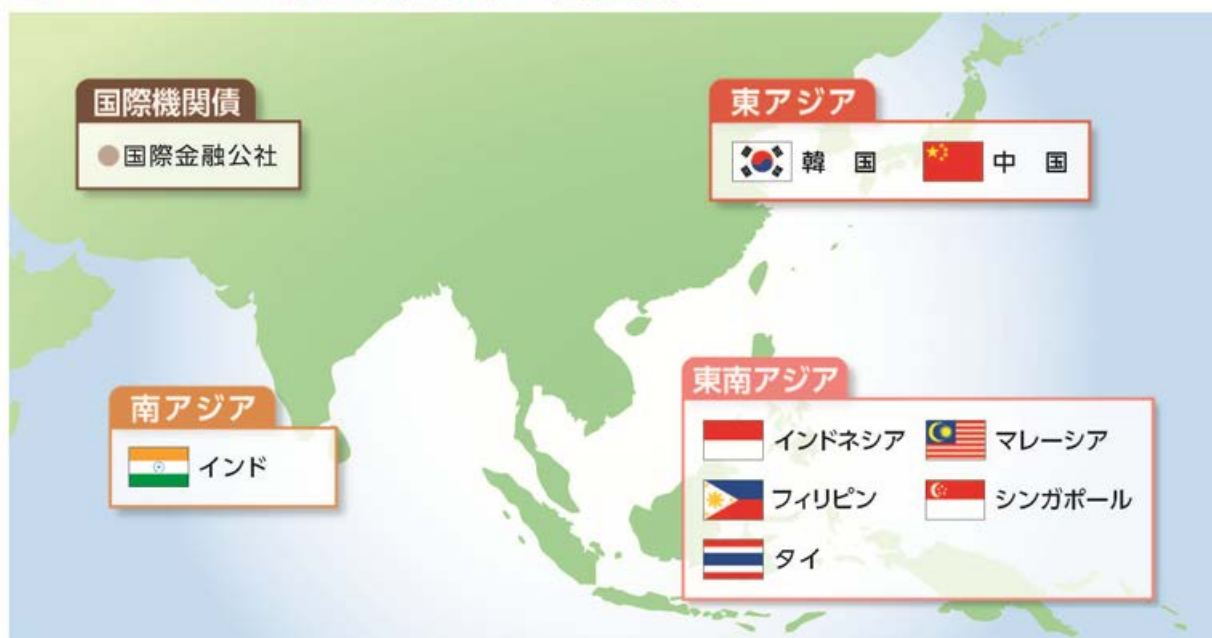 国際機関債
●国際金融公社
東アジア
韓 国 中 国
南アジア
インド
東南アジア
インドネシア マレーシア
フィリピン シンガポール
タイ